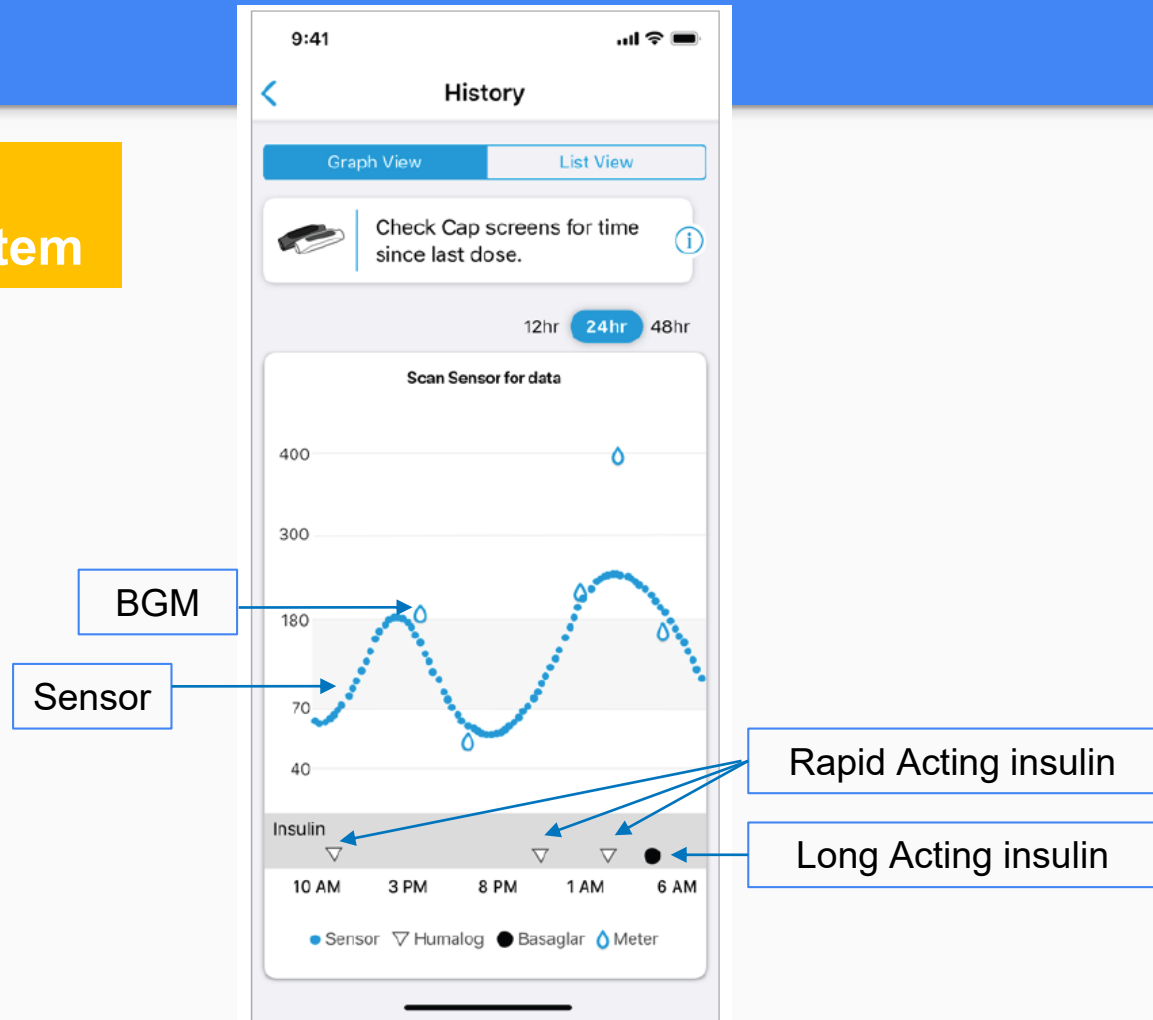 9:41
History
Graph View List View
tem
Check Cap screens for time
since last dose.
12hr 24hr 48hr
Scan Sensor for data
400
300
BGM
180
Sensor
70
40
Rapid Acting insulin
Insulin
Long Acting insulin
10 AM 3 PM 8 PM 1 AM 6 AM
Sensor Humalog Basaglar Meter